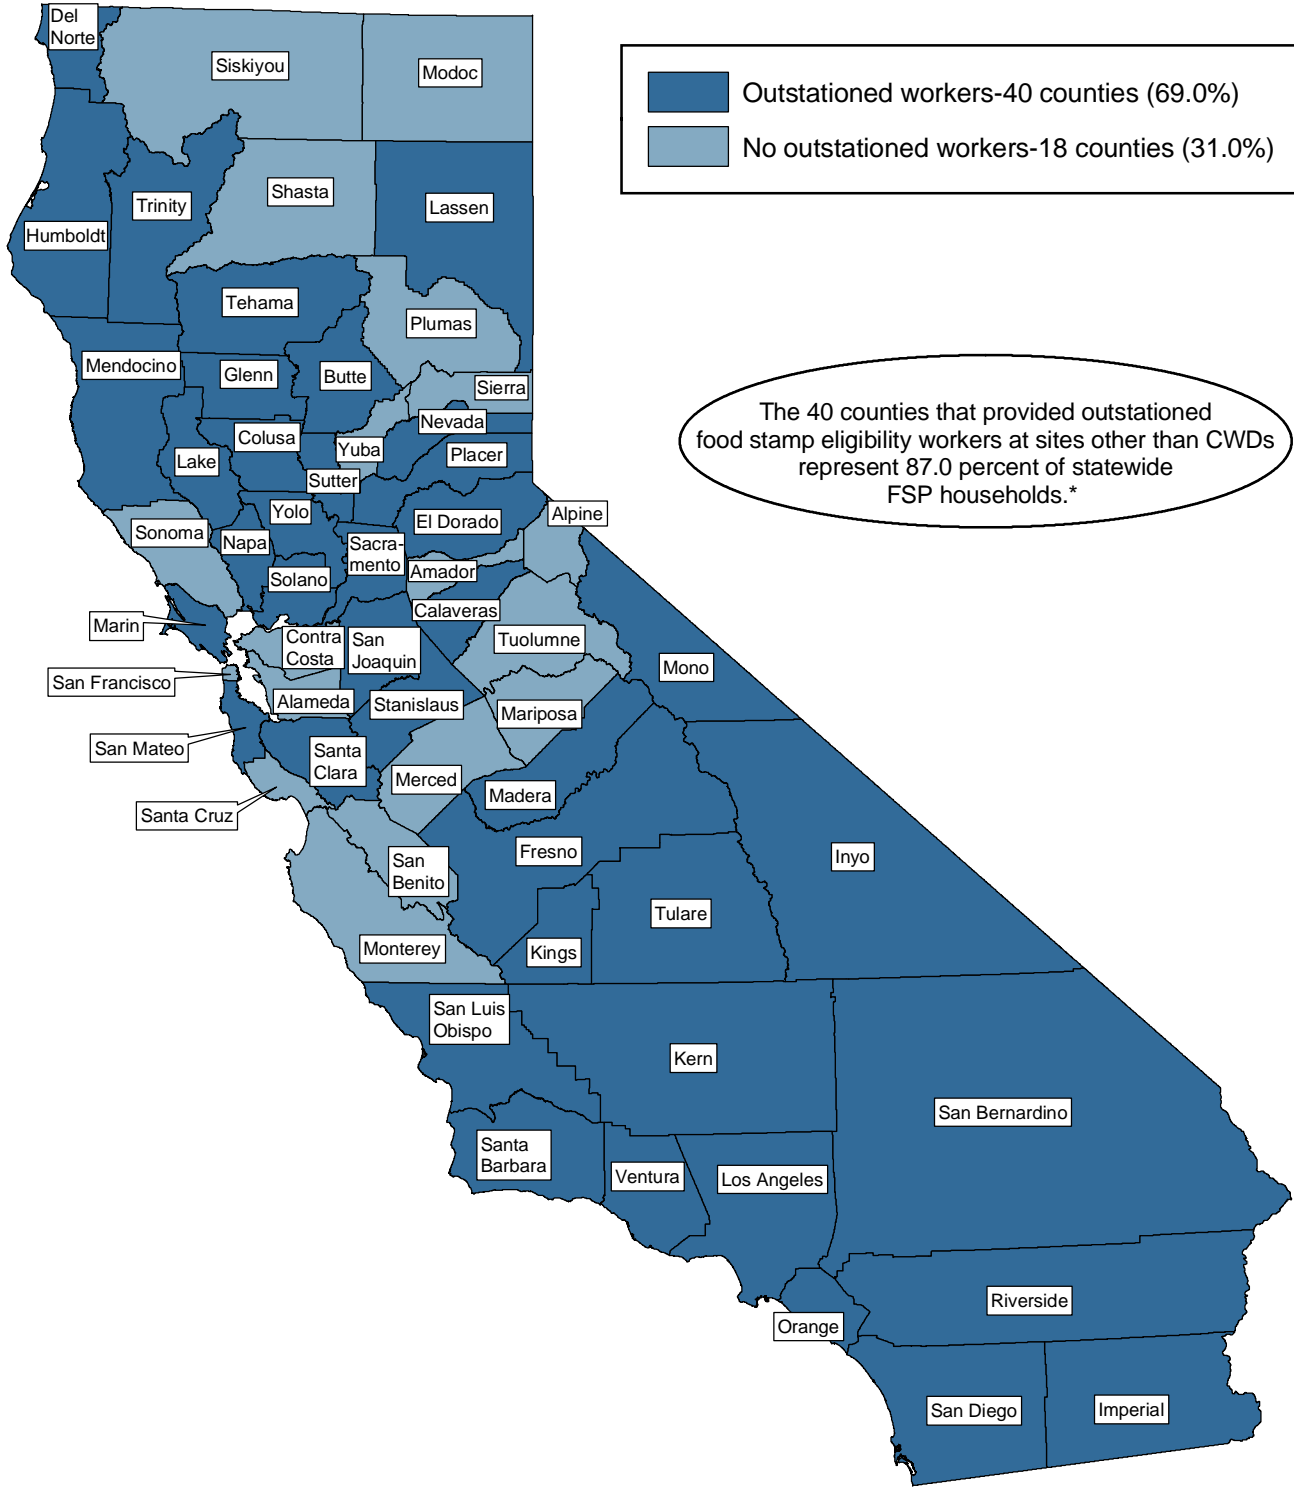 Del
Norte
Siskiyou
Modoc
Outstationed workers-40 counties (69.0%)
No outstationed workers-18 counties (31.0%)
Shasta
Trinity
Lassen
Humboldt
Tehama
Plumas
Mendocino
Glenn
Butte
Sierra
Nevada
Colusa
Yuba
Placer
Lake
Sutter
The 40 counties that provided outstationed
food stamp eligibility workers at sites other than CWDs
represent 87.0 percent of statewide
FSP households.*
Yolo
El Dorado
Alpine
Sonoma
Napa
Sacra-
mento
Solano
Amador
Calaveras
Marin
Contra
Costa
San
Joaquin
Tuolumne
Mono
San Francisco
Alameda
Stanislaus
Mariposa
San Mateo
Santa
Clara
Merced
Madera
Santa Cruz
Fresno
Inyo
San
Benito
Tulare
Monterey
Kings
San Luis
Obispo
Kern
San Bernardino
Santa
Barbara
Ventura
Los Angeles
Riverside
Orange
San Diego
Imperial